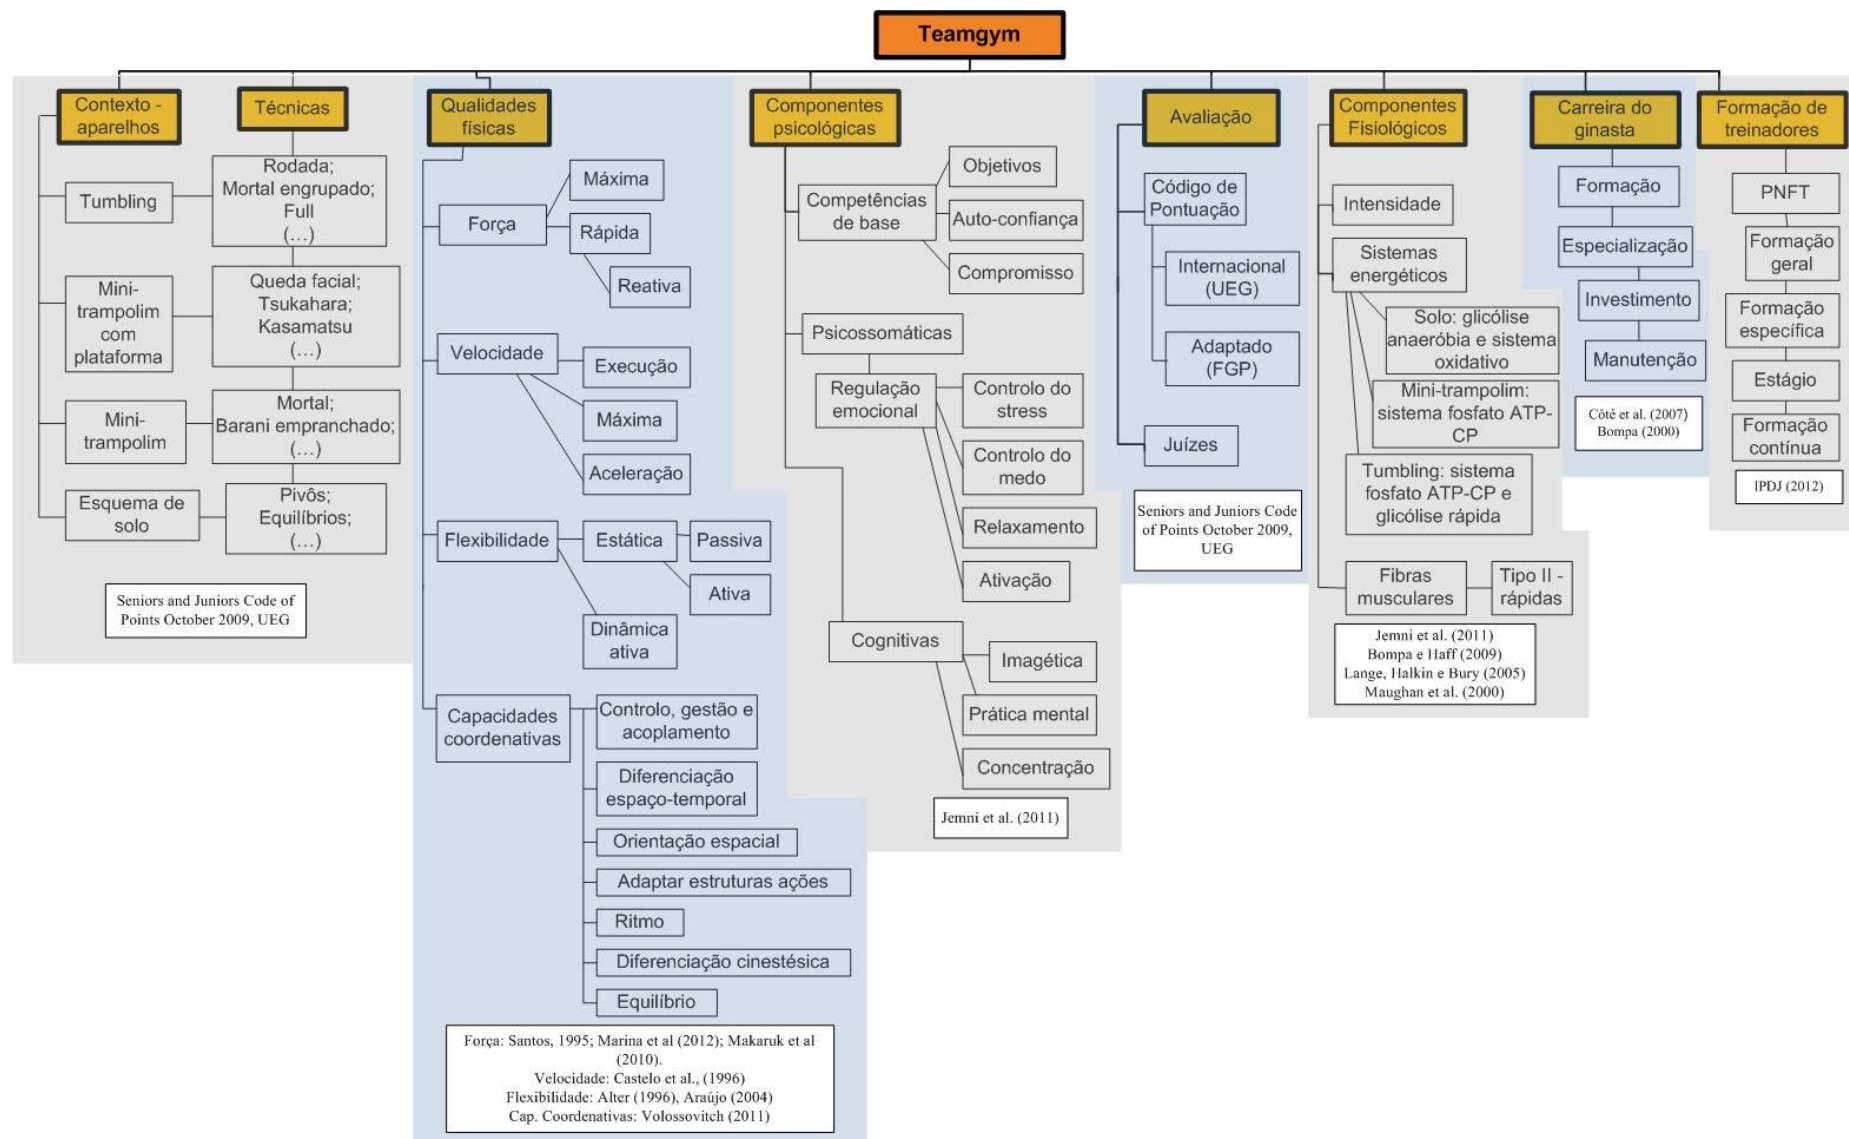 Teamgym
Contexto -
aparelhos
Técnicas
Tumbling
Rodada;
Mortal engrupado;
Full
(...)
Mini-
trampolim
com
plataforma
Queda facial;
Tsukahara;
Kasamatsu
(...)
Mini-
trampolim
Mortal;
Barani empranchado;
(...)
Esquema de
solo
Pivôs;
Equilíbrios;
(...)
Seniors and Juniors Code of
Points October 2009, UEG
Qualidades
físicas
Força
Máxima
Rápida
Reativa
Velocidade
Execução
Máxima
Aceleração
Flexibilidade
Estática
Passiva
Ativa
Dinâmica
ativa
Capacidades
coordenativas
Controlo, gestão e
acoplamento
Diferenciação
espaço-temporal
Orientação espacial
Adaptar estruturas ações
Ritmo
Diferenciação cinestésica
Equilíbrio
Força: Santos, 1995; Marina et al (2012); Makaruk et al
(2010).
Velocidade: Castelo et al., (1996)
Flexibilidade: Alter (1996), Araújo (2004)
Cap. Coordenativas: Volossovitch (2011)
Componentes
psicológicas
Competências
de base
Objetivos
Auto-confiança
Compromisso
Psicossomáticas
Regulação
emocional
Controlo do
stress
Controlo do
medo
Relaxamento
Ativação
Cognitivas
Imagética
Prática mental
Concentração
Jemni et al. (2011)
Avaliação
Código de
Pontuação
Internacional
(UEG)
Adaptado
(FGP)
Juízes
Seniors and Juniors Code
of Points October 2009,
UEG
Componentes
Fisiológicos
Intensidade
Sistemas
energéticos
Solo: glicólise
anaeróbia e sistema
oxidativo
Mini-trampolim:
sistema fosfato ATP-
CP
Tumbling: sistema
fosfato ATP-CP e
glicólise rápida
Fibras
musculares
Tipo II -
rápidas
Jemni et al. (2011)
Bompa e Haff (2009)
Lange, Halkin e Bury (2005)
Maughan et al. (2000)
Carreira do
ginasta
Formação
Especialização
Investimento
Manutenção
Côté et al. (2007)
Bompa (2000)
Formação de
treinadores
PNFT
Formação
geral
Formação
específica
Estágio
Formação
contínua
IPDJ (2012)